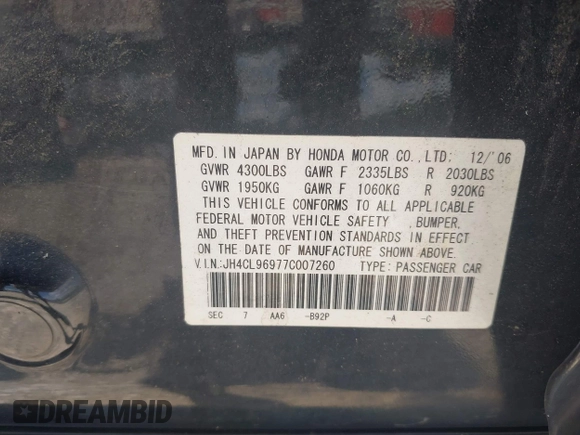 MFD. IN JAPAN BY HONDA MOTOR CO., LTD: 12/'06
GVWR 4300LBS GAWR F 2335LBS R 2030LBS
GVWR 1950KG GAWR F 1060KG R 920KG
THIS VEHICLE CONFORMS TO ALL APPLICABLE
FEDERAL MOTOR VEHICLE SAFETY , BUMPER,
AND THEFT PREVENTION STANDARDS IN EFFECT
ON THE DATE OF MANUFACTURE SHOWN ABOVE.
V.I.N.:JH4CL96977C007260 TYPE: PASSENGER CAR
SEC 7 AA6 -B92P -A -C
DREAMBID